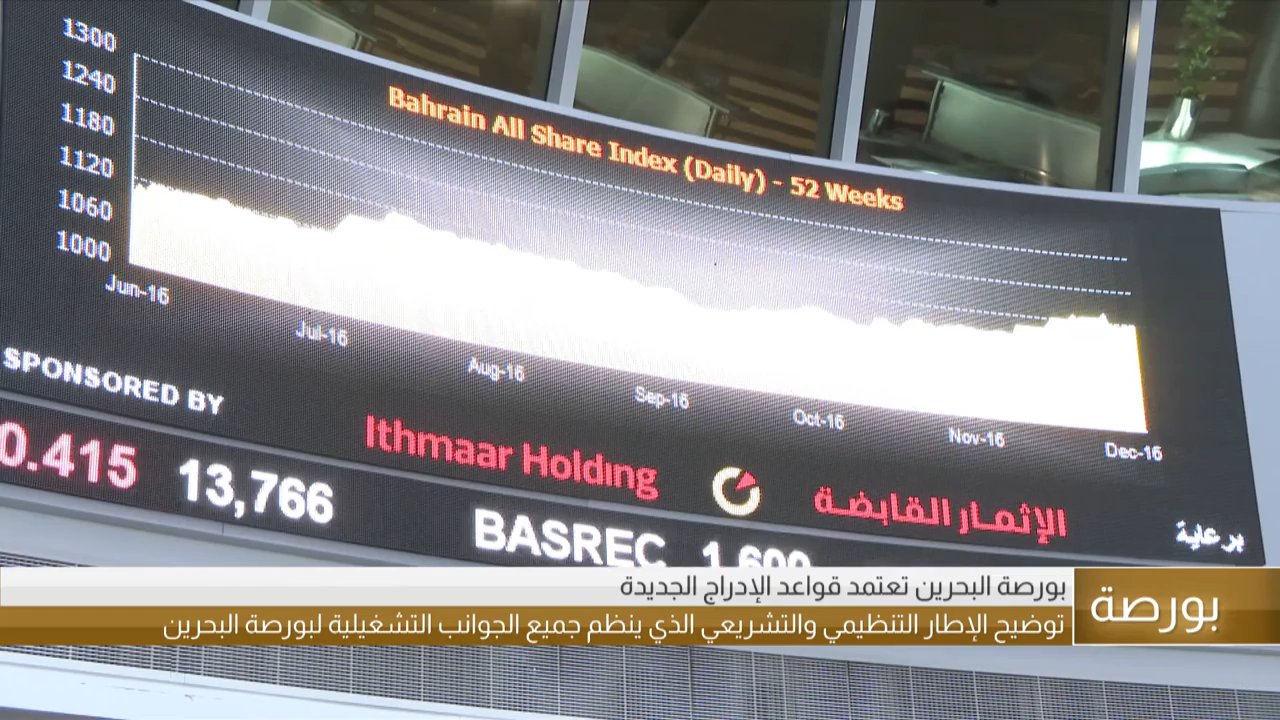 1300
1240
1180
1120
1060
1000
Bahrain All Share Index (Daily) - 52 Weeks
Jun-16
Jul-16
Aug-16
Sep-16
Oct-16
Nov-16
Dec-16
SPONSORED BY
Ithmaar Holding
الإثمار القابضة
برعاية
0.415 13,766 BASREC 1.600
بورصة
بورصة البحرين تعتمد قواعد الإدراج الجديدة
توضيح الإطار التنظيمي والتشريعي الذي ينظم جميع الجوانب التشغيلية لبورصة البحرين